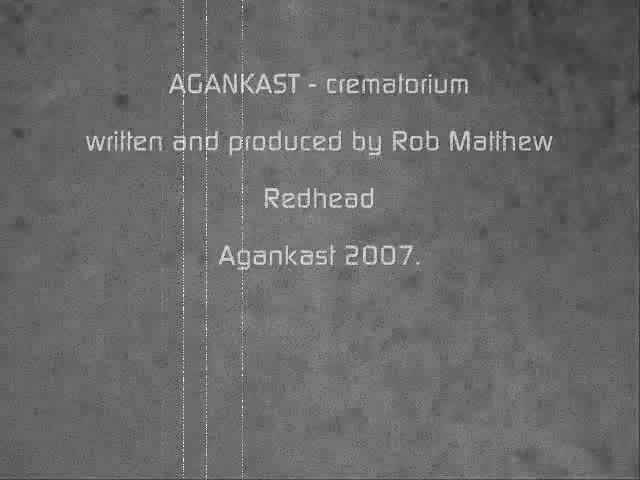 AGANKAST - crematorium
written and produced by Rob Matthew
Redhead
Agankast 2007.